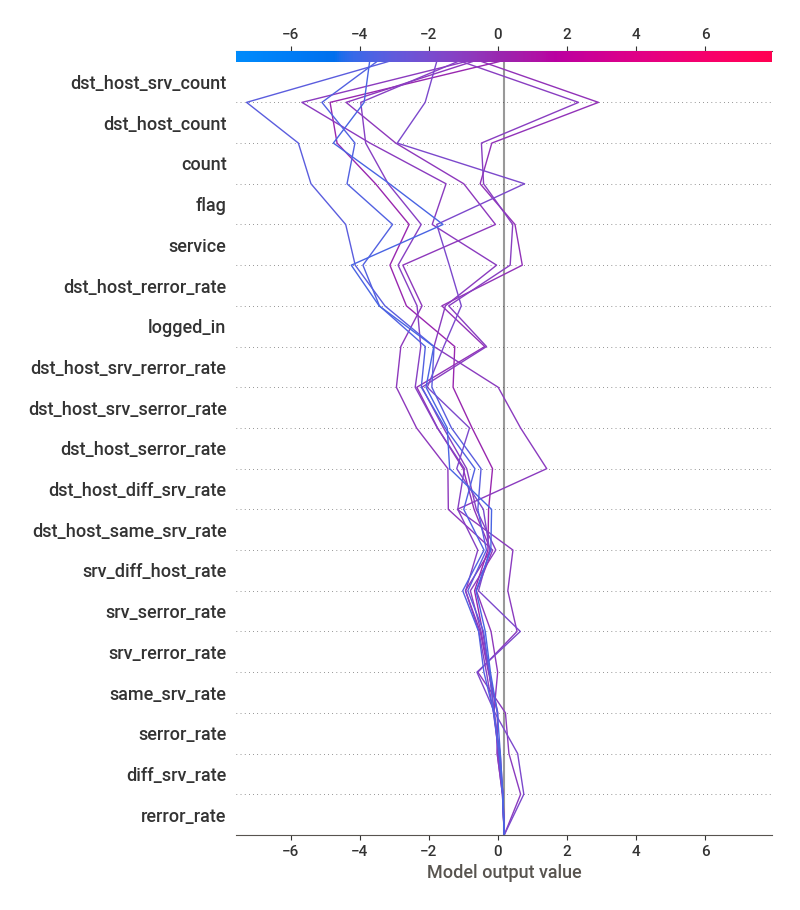 −6 −4 −2 0 2 4 6
dst_host_srv_count
dst_host_count
count
flag
service
dst_host_rerror_rate
logged_in
dst_host_srv_rerror_rate
dst_host_srv_serror_rate
dst_host_serror_rate
dst_host_diff_srv_rate
dst_host_same_srv_rate
srv_diff_host_rate
srv_serror_rate
srv_rerror_rate
same_srv_rate
serror_rate
diff_srv_rate
rerror_rate
−6 −4 −2 0 2 4 6
Model output value